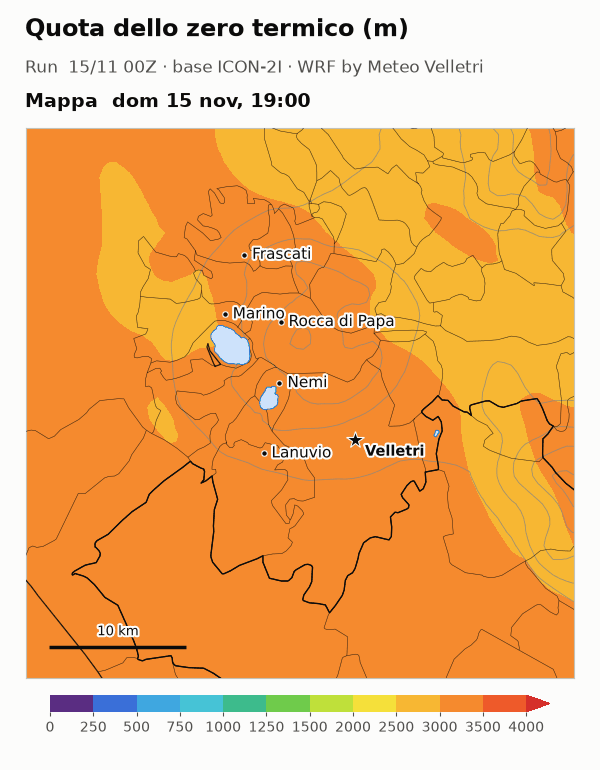 Quota dello zero termico (m)
Run  15/11 00Z · base ICON-2I · WRF by Meteo Velletri
Mappa  dom 15 nov, 19:00
Frascati
Marino
Rocca di Papa
Nemi
Velletri
Lanuvio
10 km
0 250 500 750 1000 1250 1500 2000 2500 3000 3500 4000